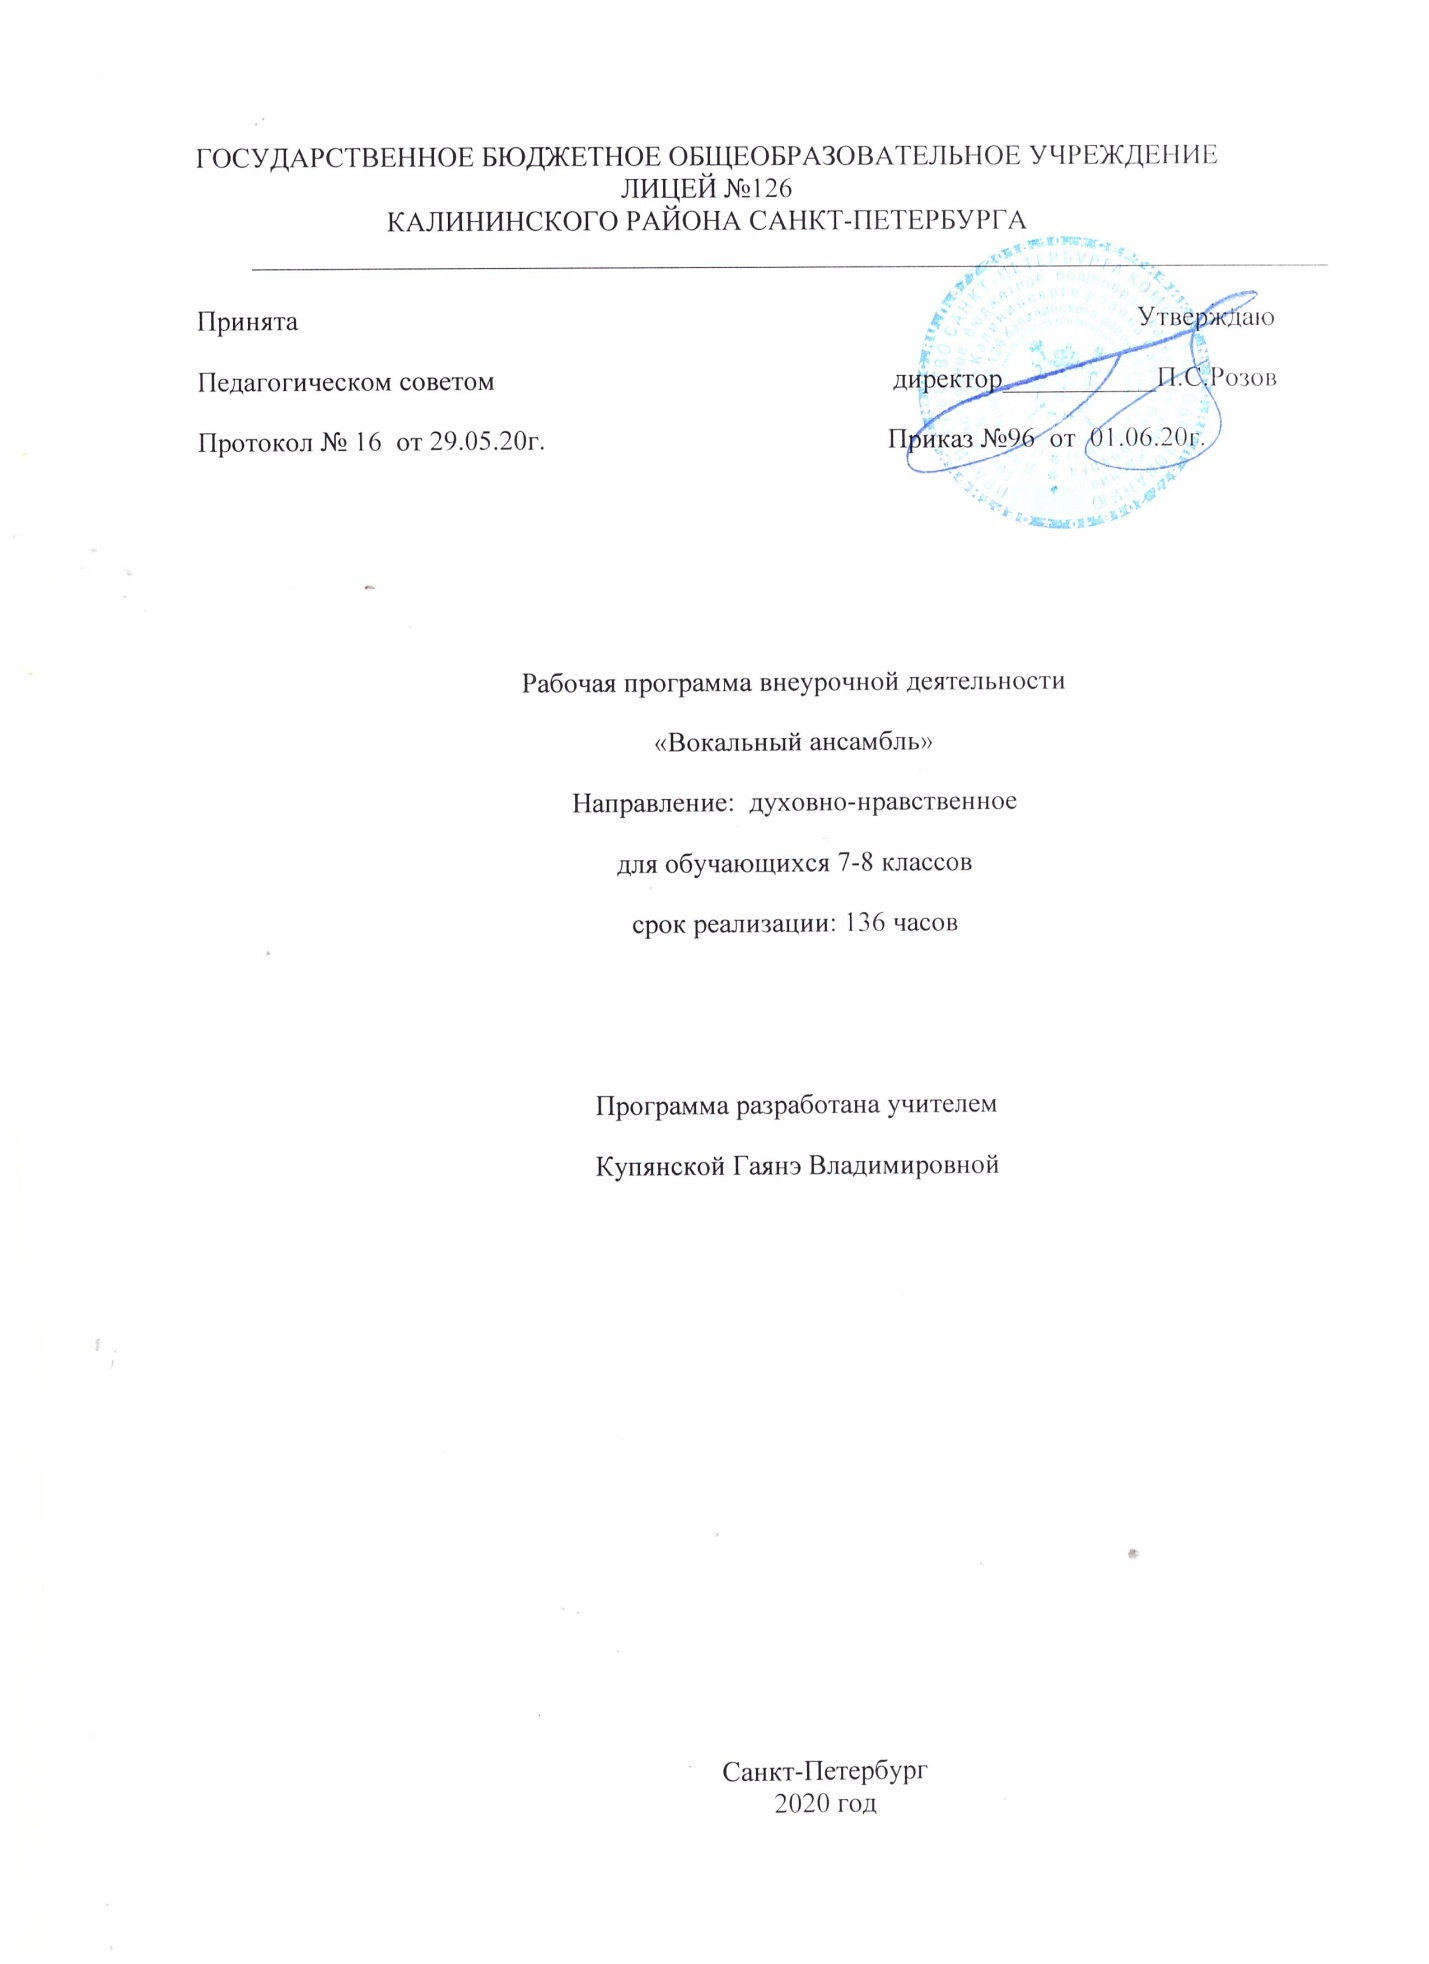 ГОСУДАРСТВЕННОЕ БЮДЖЕТНОЕ ОБЩЕОБРАЗОВАТЕЛЬНОЕ УЧРЕЖДЕНИЕ
ЛИЦЕЙ №126
КАЛИНИНСКОГО РАЙОНА САНКТ-ПЕТЕРБУРГА
Принята Утверждаю
Педагогическом советом директор___________П.С.Розов
Протокол № 16 от 29.05.20г. Приказ №96 от 01.06.20г.
Рабочая программа внеурочной деятельности
«Вокальный ансамбль»
Направление: духовно-нравственное
для обучающихся 7-8 классов
срок реализации: 136 часов
Программа разработана учителем
Купянской Гаянэ Владимировной
Санкт-Петербург
2020 год